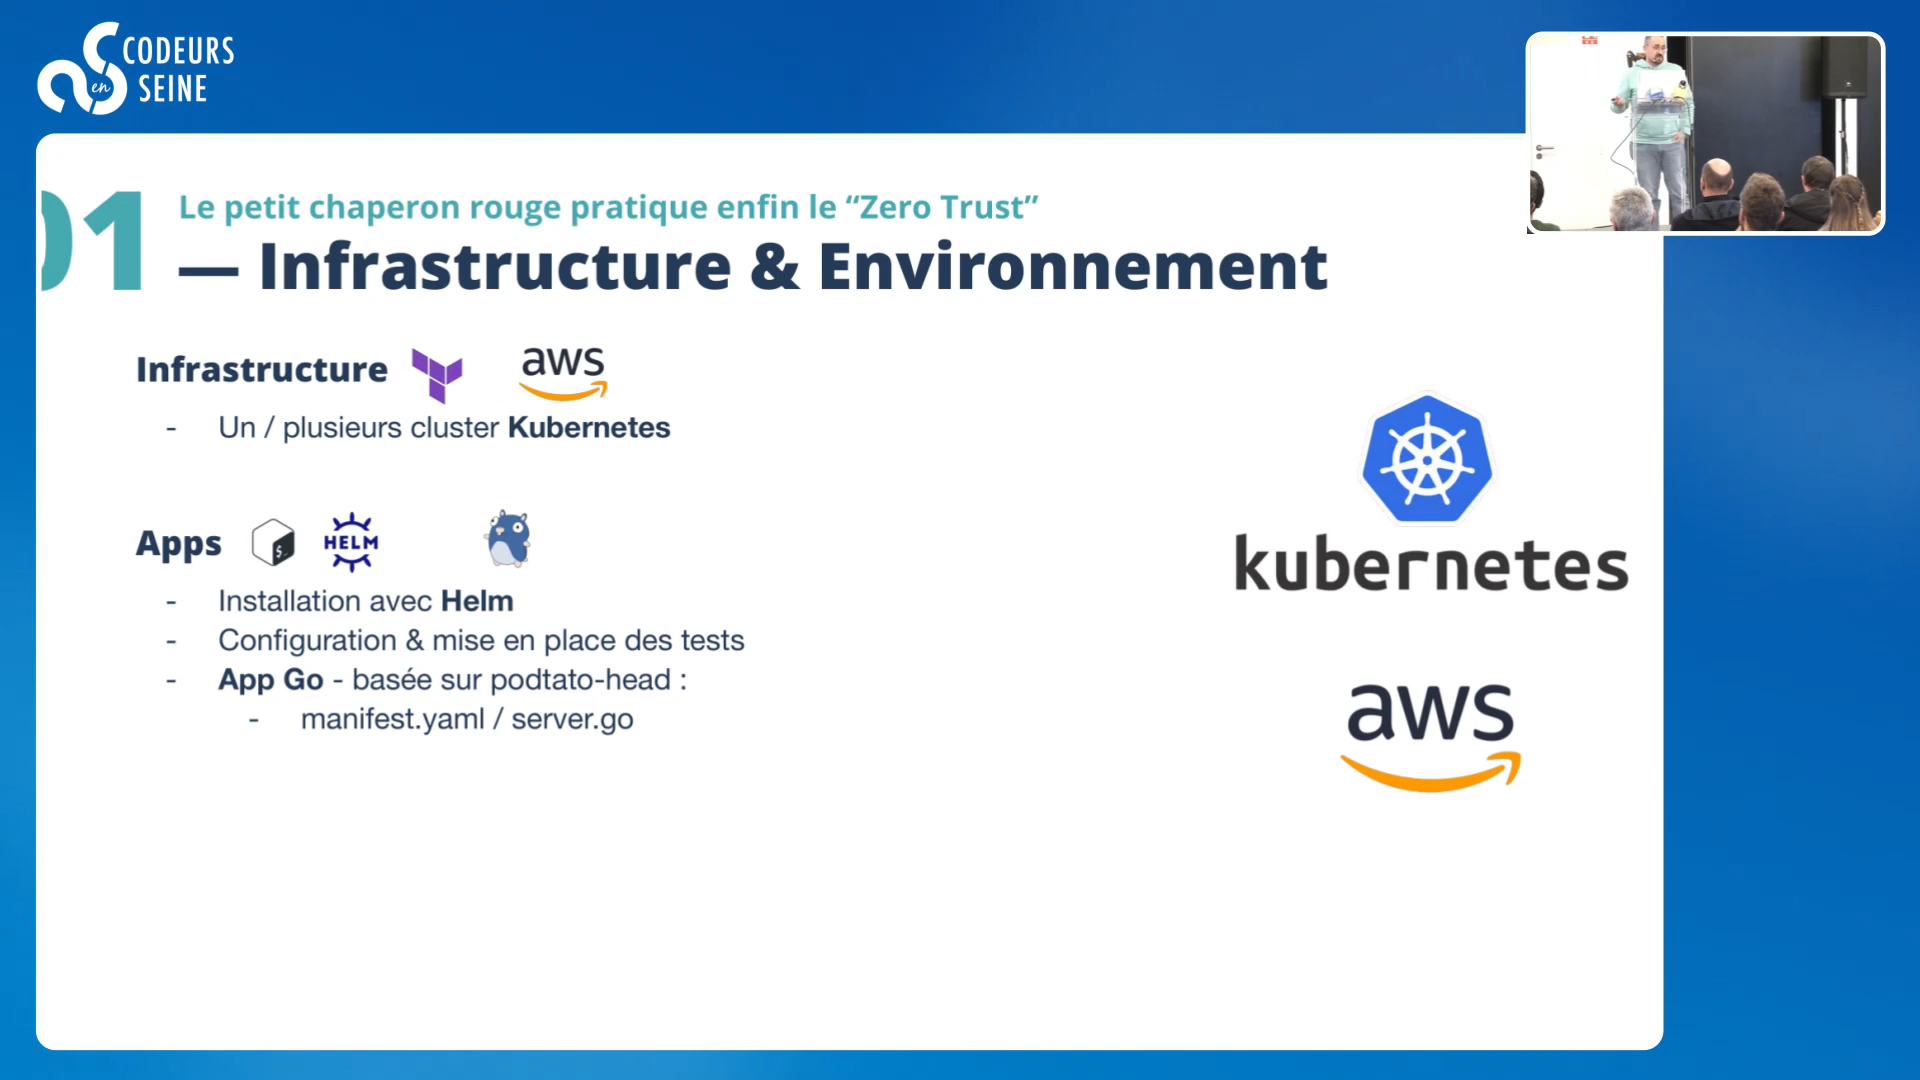 CODEURS
en
SEINE
01
Le petit chaperon rouge pratique enfin le “Zero Trust”
— Infrastructure & Environnement
Infrastructure
aws
- Un / plusieurs cluster Kubernetes
Apps
$_
HELM
- Installation avec Helm
- Configuration & mise en place des tests
- App Go - basée sur podtato-head :
- manifest.yaml / server.go
kubernetes
aws